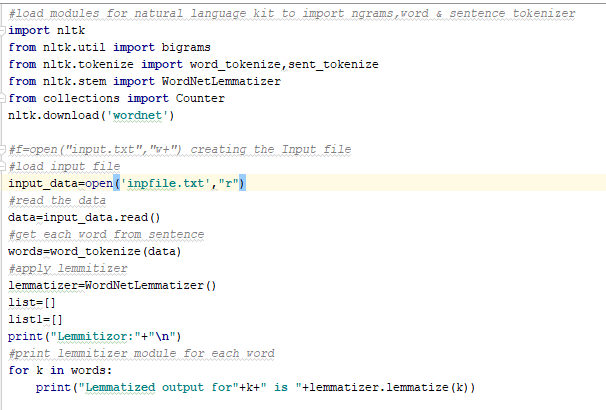 #load modules for natural language kit to import ngrams,word & sentence tokenizer
import nltk
from nltk.util import bigrams
from nltk.tokenize import word_tokenize,sent_tokenize
from nltk.stem import WordNetLemmatizer
from collections import Counter
nltk.download('wordnet')
#f=open("input.txt","w+") creating the Input file
#load input file
input_data=open('inpfile.txt',"r")
#read the data
data=input_data.read()
#get each word from sentence
words=word_tokenize(data)
#apply lemmitizer
lemmatizer=WordNetLemmatizer()
list=[]
list1=[]
print("Lemmitizor:"+"\n")
#print lemmitizer module for each word
for k in words:
    print("Lemmatized output for"+k+" is "+lemmatizer.lemmatize(k))